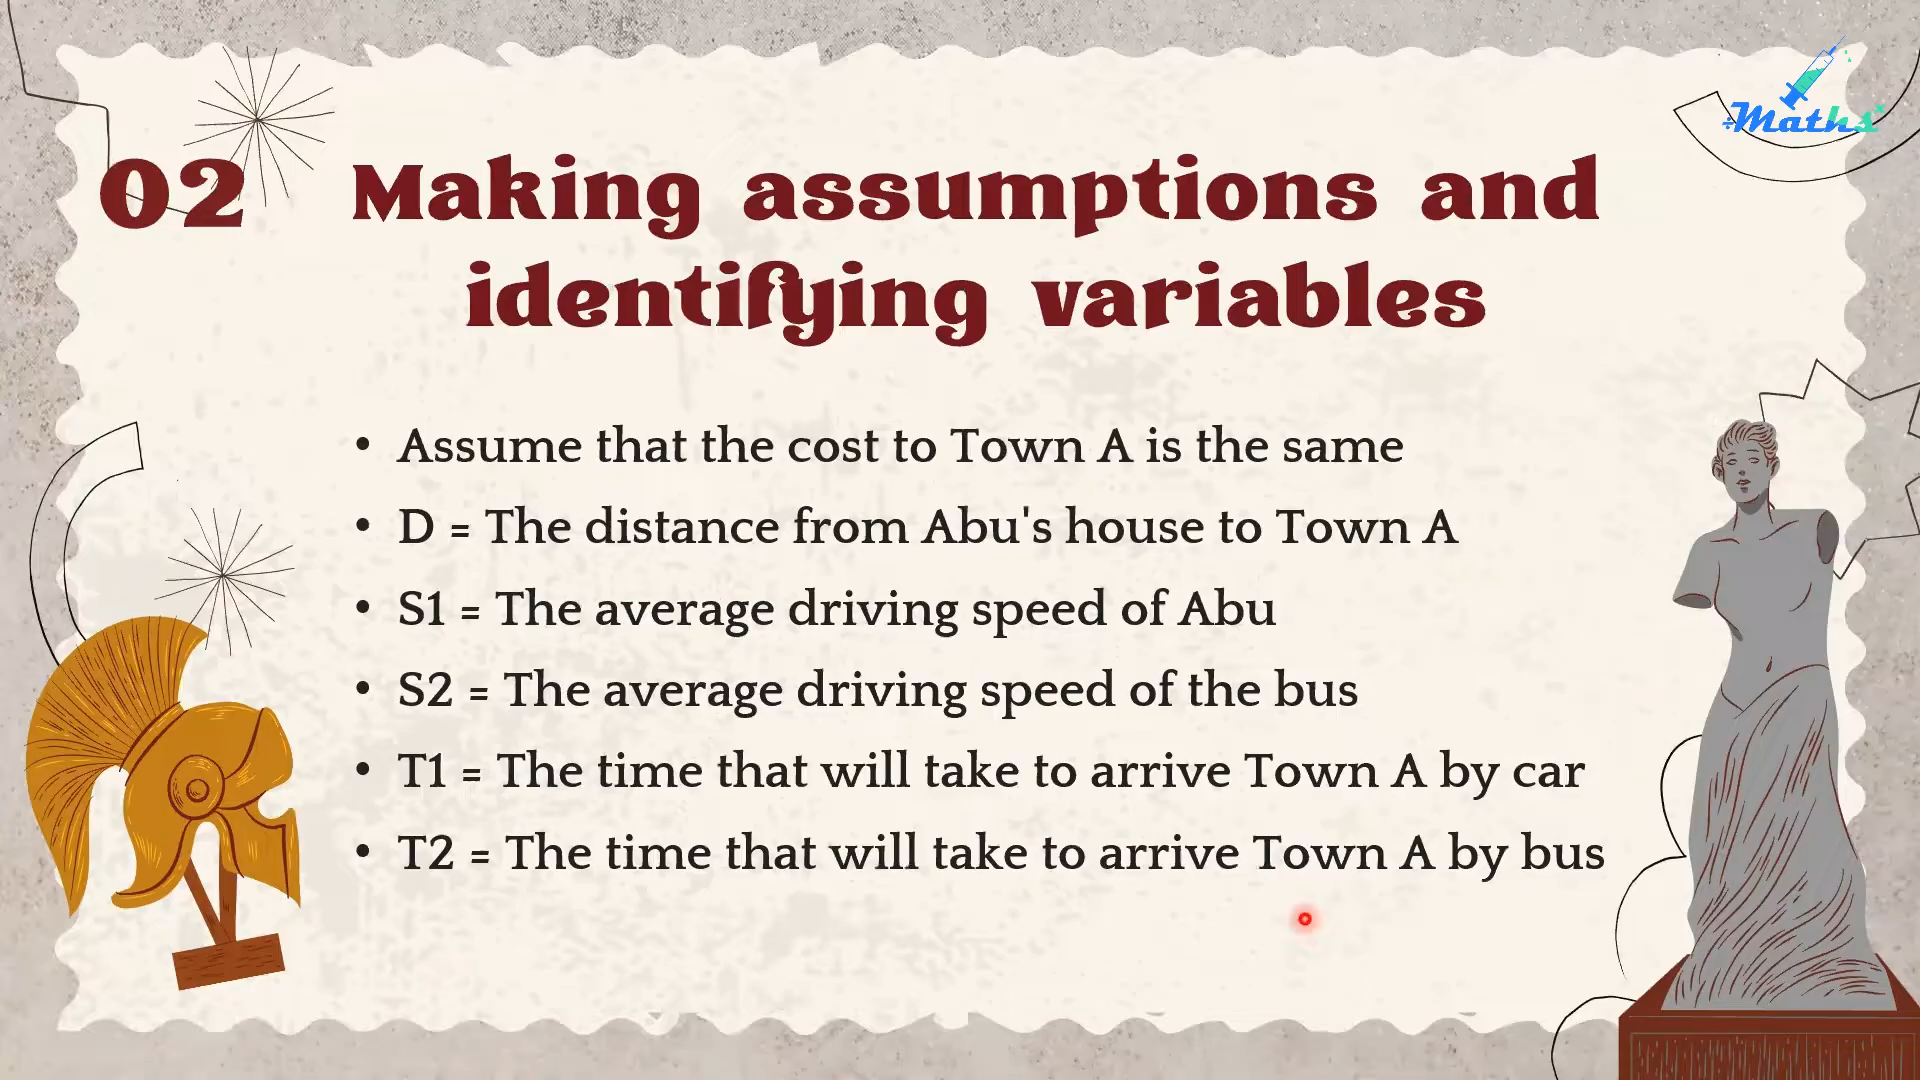 Maths
02
Making assumptions and
identifying variables
• Assume that the cost to Town A is the same
• D = The distance from Abu's house to Town A
• S1 = The average driving speed of Abu
• S2 = The average driving speed of the bus
• T1 = The time that will take to arrive Town A by car
• T2 = The time that will take to arrive Town A by bus